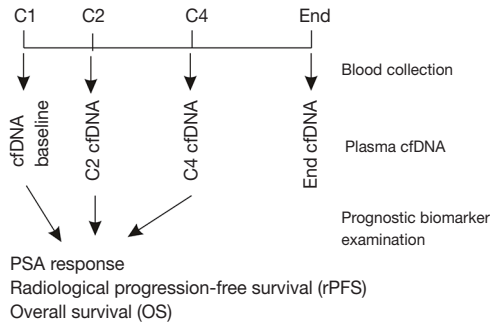 C1 C2 C4 End
Blood collection
cfDNA
baseline
C2 cfDNA
C4 cfDNA
End cfDNA
Plasma cfDNA
Prognostic biomarker
examination
PSA response
Radiological progression-free survival (rPFS)
Overall survival (OS)